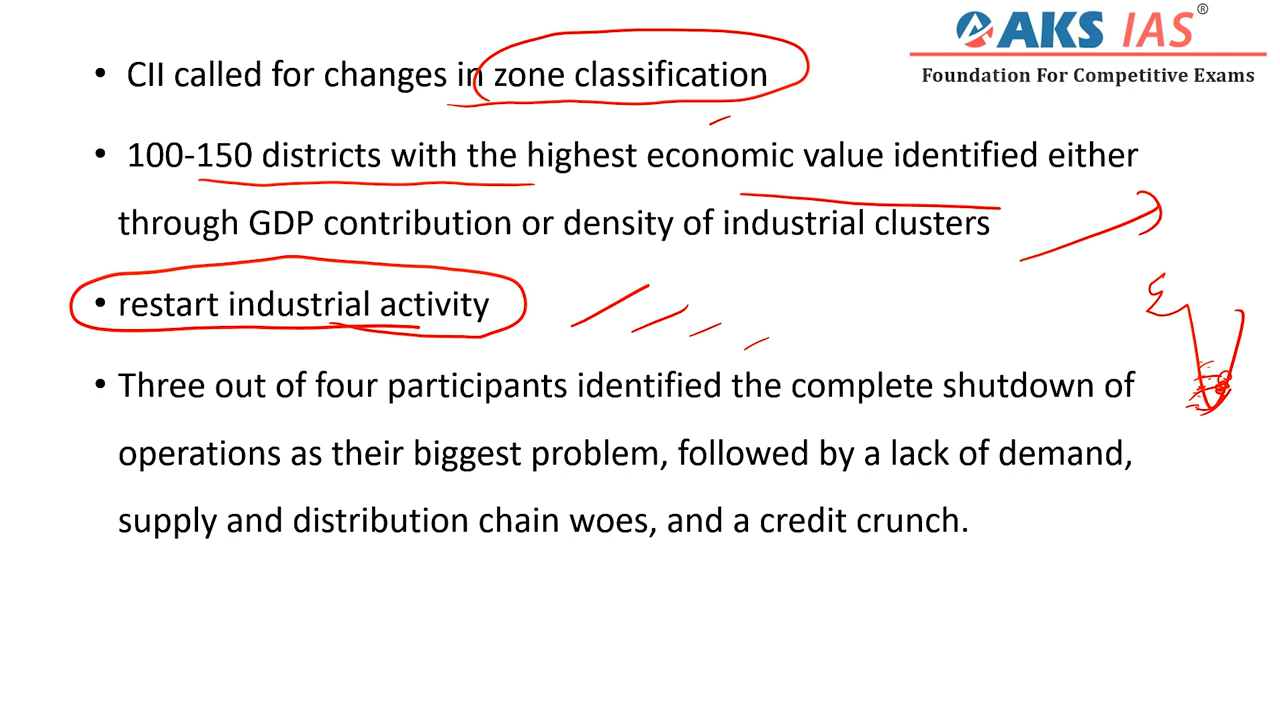 AKS IAS®
Foundation For Competitive Exams
• CII called for changes in zone classification
• 100-150 districts with the highest economic value identified either
through GDP contribution or density of industrial clusters
• restart industrial activity
• Three out of four participants identified the complete shutdown of
operations as their biggest problem, followed by a lack of demand,
supply and distribution chain woes, and a credit crunch.